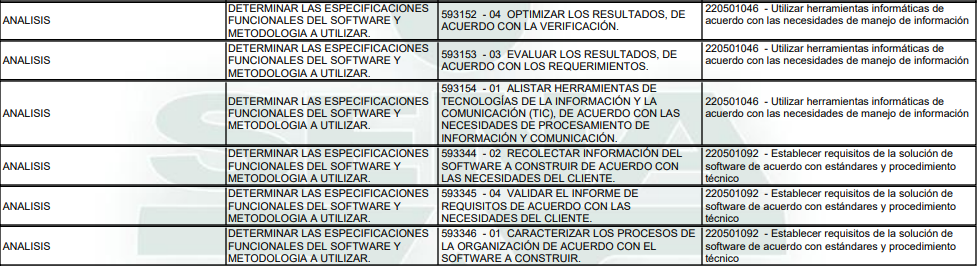 ANALISIS
DETERMINAR LAS ESPECIFICACIONES
FUNCIONALES DEL SOFTWARE Y
METODOLOGIA A UTILIZAR.
593152 - 04 OPTIMIZAR LOS RESULTADOS, DE
ACUERDO CON LA VERIFICACIÓN.
220501046 - Utilizar herramientas informáticas de
acuerdo con las necesidades de manejo de información
ANALISIS
DETERMINAR LAS ESPECIFICACIONES
FUNCIONALES DEL SOFTWARE Y
METODOLOGIA A UTILIZAR.
593153 - 03 EVALUAR LOS RESULTADOS, DE
ACUERDO CON LOS REQUERIMIENTOS.
220501046 - Utilizar herramientas informáticas de
acuerdo con las necesidades de manejo de información
ANALISIS
DETERMINAR LAS ESPECIFICACIONES
FUNCIONALES DEL SOFTWARE Y
METODOLOGIA A UTILIZAR.
593154 - 01 ALISTAR HERRAMIENTAS DE
TECNOLOGÍAS DE LA INFORMACIÓN Y LA
COMUNICACIÓN (TIC), DE ACUERDO CON LAS
NECESIDADES DE PROCESAMIENTO DE
INFORMACIÓN Y COMUNICACIÓN.
220501046 - Utilizar herramientas informáticas de
acuerdo con las necesidades de manejo de información
ANALISIS
DETERMINAR LAS ESPECIFICACIONES
FUNCIONALES DEL SOFTWARE Y
METODOLOGIA A UTILIZAR.
593344 - 02 RECOLECTAR INFORMACIÓN DEL
SOFTWARE A CONSTRUIR DE ACUERDO CON
LAS NECESIDADES DEL CLIENTE.
220501092 - Establecer requisitos de la solución de
software de acuerdo con estándares y procedimiento
técnico
ANALISIS
DETERMINAR LAS ESPECIFICACIONES
FUNCIONALES DEL SOFTWARE Y
METODOLOGIA A UTILIZAR.
593345 - 04 VALIDAR EL INFORME DE
REQUISITOS DE ACUERDO CON LAS
NECESIDADES DEL CLIENTE.
220501092 - Establecer requisitos de la solución de
software de acuerdo con estándares y procedimiento
técnico
ANALISIS
DETERMINAR LAS ESPECIFICACIONES
FUNCIONALES DEL SOFTWARE Y
METODOLOGIA A UTILIZAR.
593346 - 01 CARACTERIZAR LOS PROCESOS DE
LA ORGANIZACIÓN DE ACUERDO CON EL
SOFTWARE A CONSTRUIR.
220501092 - Establecer requisitos de la solución de
software de acuerdo con estándares y procedimiento
técnico
SENA